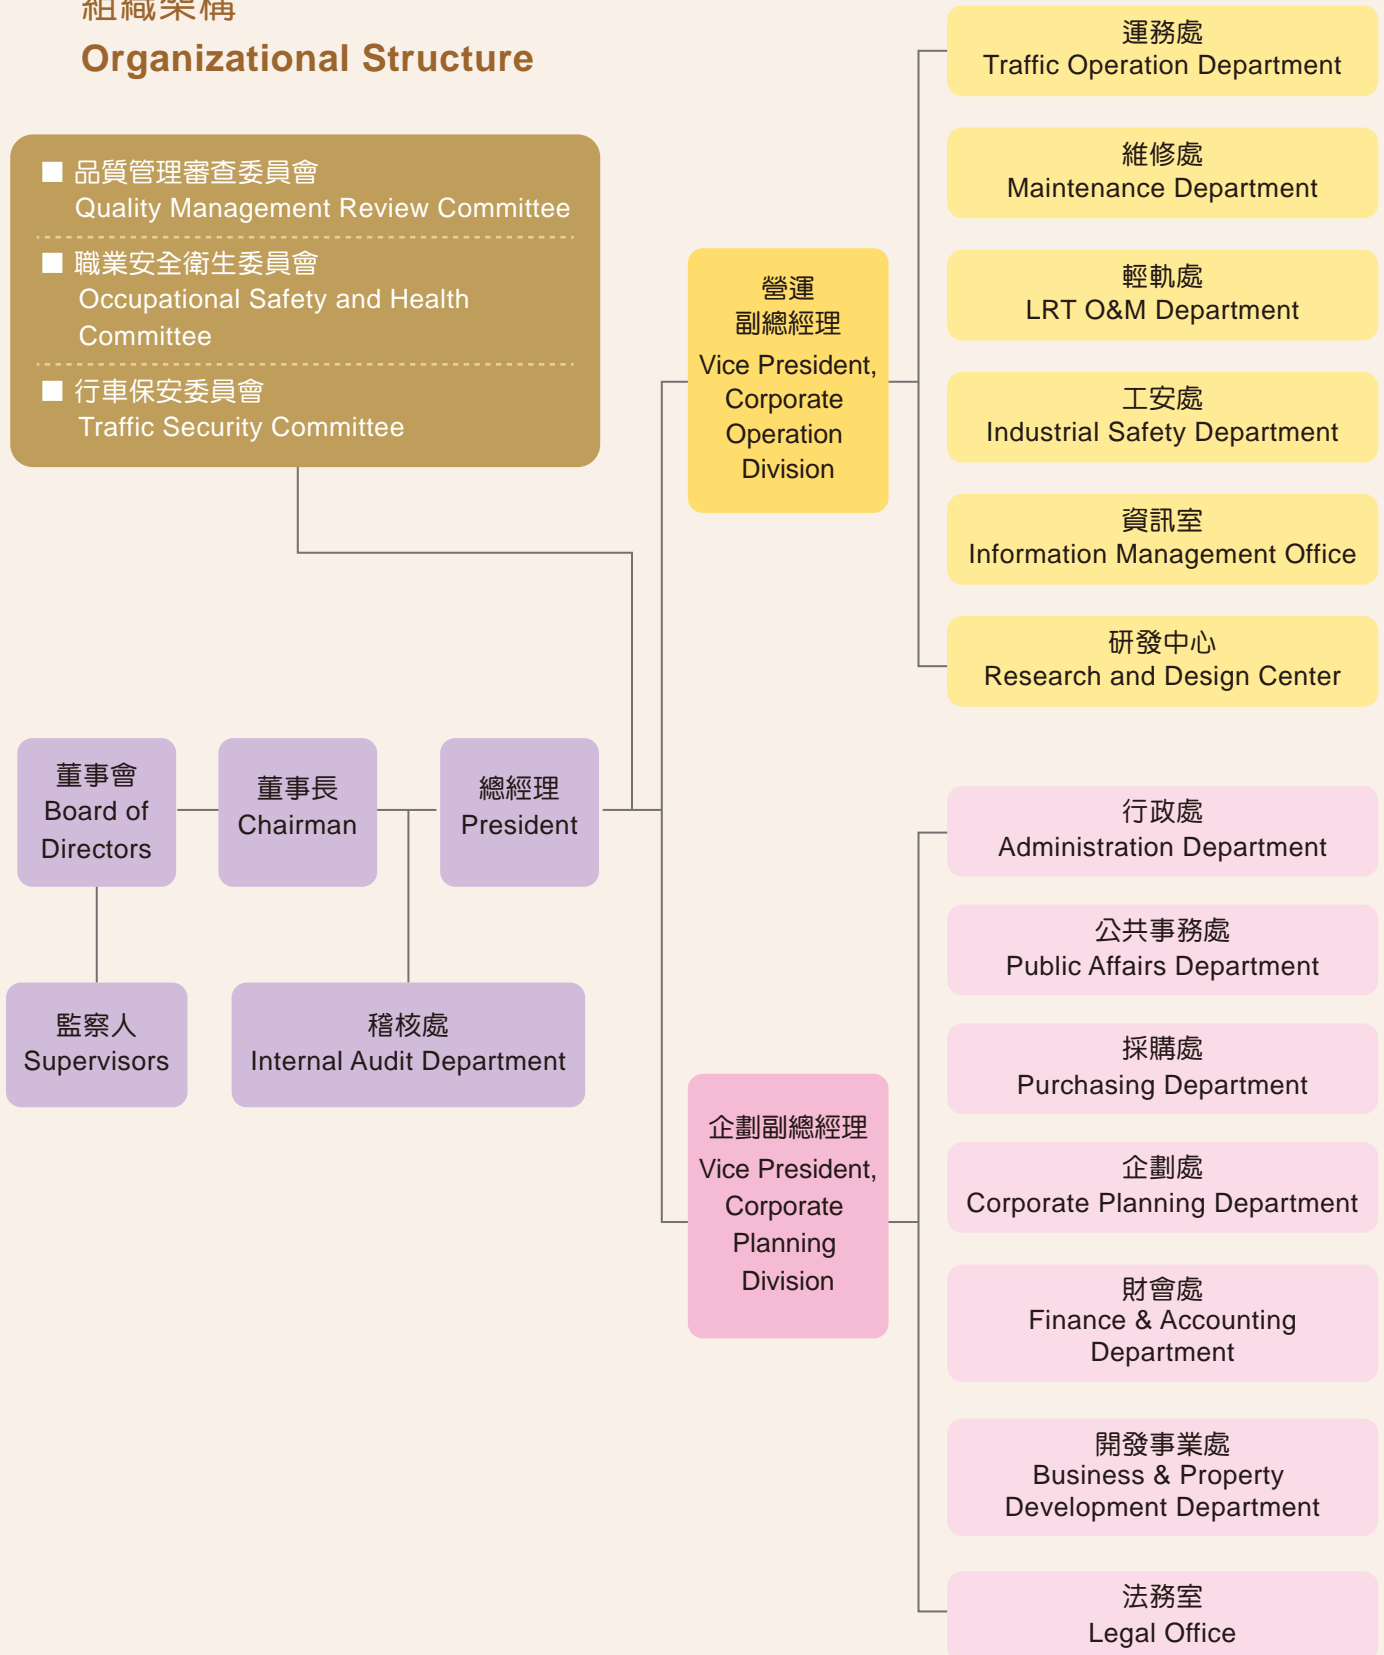 組織架構
Organizational Structure
品質管理審查委員會
Quality Management Review Committee
職業安全衛生委員會
Occupational Safety and Health
Committee
行車保安委員會
Traffic Security Committee
董事會
Board of
Directors
監察人
Supervisors
董事長
Chairman
稽核處
Internal Audit Department
總經理
President
營運
副總經理
Vice President,
Corporate
Operation
Division
運務處
Traffic Operation Department
維修處
Maintenance Department
輕軌處
LRT O&M Department
工安處
Industrial Safety Department
資訊室
Information Management Office
研發中心
Research and Design Center
企劃副總經理
Vice President,
Corporate
Planning
Division
行政處
Administration Department
公共事務處
Public Affairs Department
採購處
Purchasing Department
企劃處
Corporate Planning Department
財會處
Finance & Accounting
Department
開發事業處
Business & Property
Development Department
法務室
Legal Office